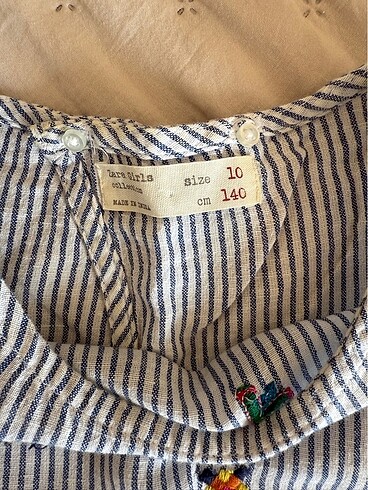 Zara Girls
collection
size 10
MADE IN INDIA
cm 140